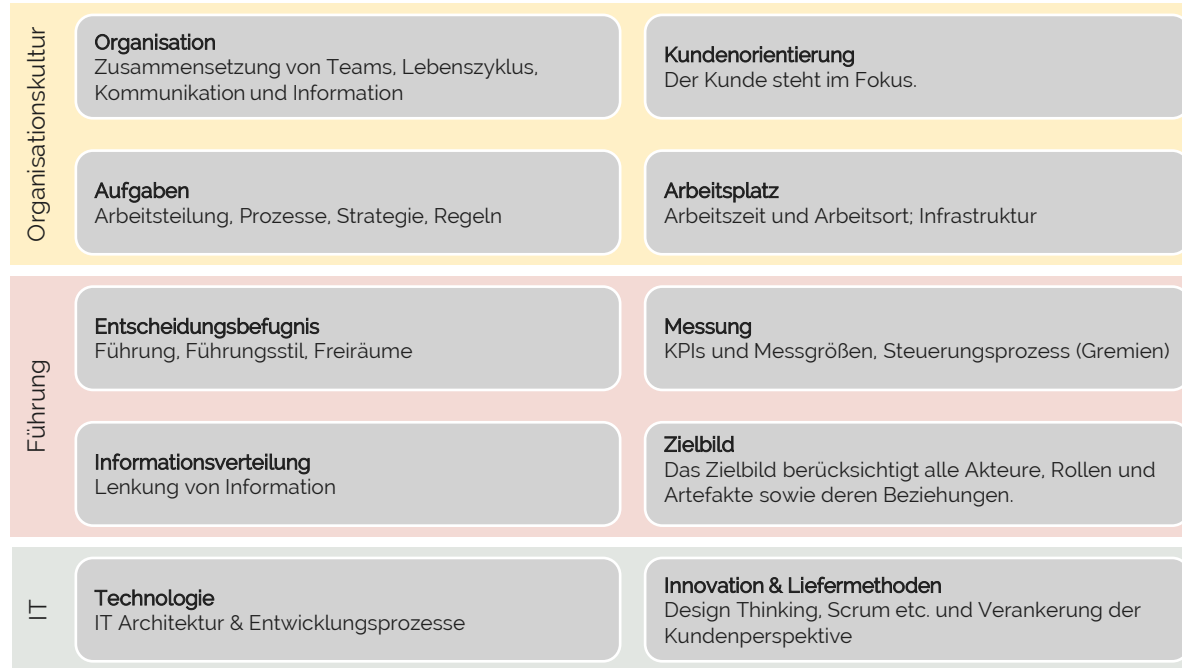 Organisationskultur
Organisation
Zusammensetzung von Teams, Lebenszyklus,
Kommunikation und Information
Kundenorientierung
Der Kunde steht im Fokus.
Aufgaben
Arbeitsteilung, Prozesse, Strategie, Regeln
Arbeitsplatz
Arbeitszeit und Arbeitsort; Infrastruktur
Führung
Entscheidungsbefugnis
Führung, Führungsstil, Freiräume
Messung
KPIs und Messgrößen, Steuerungsprozess (Gremien)
Informationsverteilung
Lenkung von Information
Zielbild
Das Zielbild berücksichtigt alle Akteure, Rollen und
Artefakte sowie deren Beziehungen.
IT
Technologie
IT Architektur & Entwicklungsprozesse
Innovation & Liefermethoden
Design Thinking, Scrum etc. und Verankerung der
Kundenperspektive